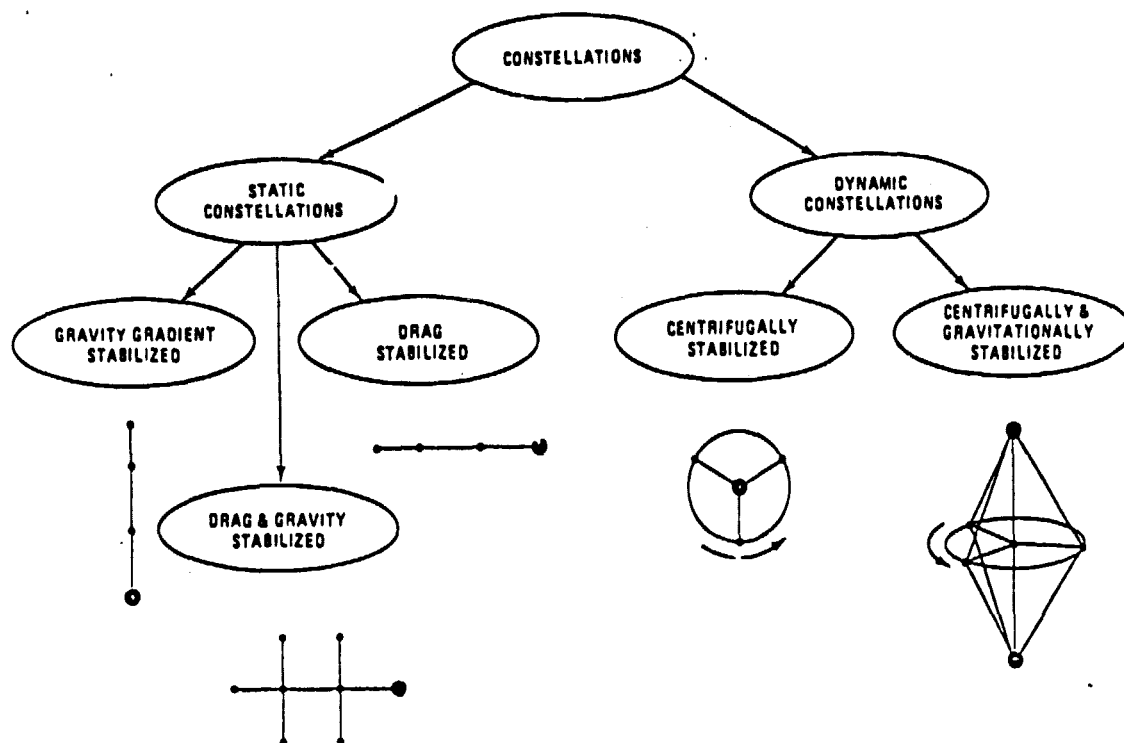 CONSTELLATIONS
STATIC
CONSTELLATIONS
DYNAMIC
CONSTELLATIONS
GRAVITY GRADIENT
STABILIZED
DRAG
STABILIZED
CENTRIFUGALLY
STABILIZED
CENTRIFUGALLY &
GRAVITATIONALLY
STABILIZED
DRAG & GRAVITY
STABILIZED